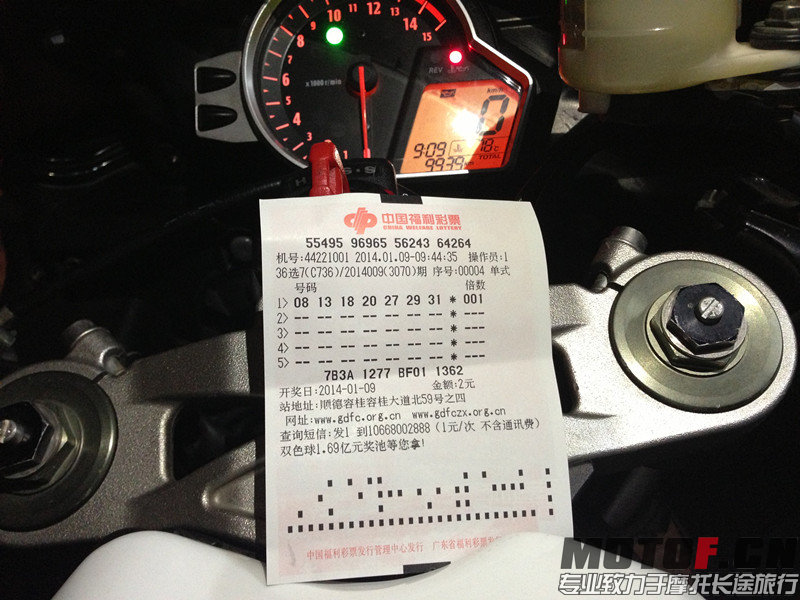 8 10 12 14 15
7
6
5
4
3
2
1
x1000 r/min
REV
km/h
0
9:09 18°C
9939 km TOTAL
中国福利彩票
CHINA WELFARE LOTTERY
55495 96965 56243 64264
机号:44221001 2014.01.09-09:44:35 操作员:1
36选7(C736)/2014009(3070)期 序号:00004 单式
号码 倍数
1> 08 13 18 20 27 29 31 * 001
2> -- -- -- -- -- -- -- * ---
3> -- -- -- -- -- -- -- * ---
4> -- -- -- -- -- -- -- * ---
5> -- -- -- -- -- -- -- * ---
7B3A 1277 BF01 1362
开奖日:2014-01-09 金额:2元
站地址:顺德容桂容桂大道北59号之四
网址:www.gdfc.org.cn www.gdfczx.org.cn
查询短信:发1 到10668002888 (1元/次 不含通讯费)
双色球1.69亿元奖池等您拿!
中国福利彩票发行管理中心发行 广东省福利彩票发
MOTOF.CN
专业致力于摩托长途旅行